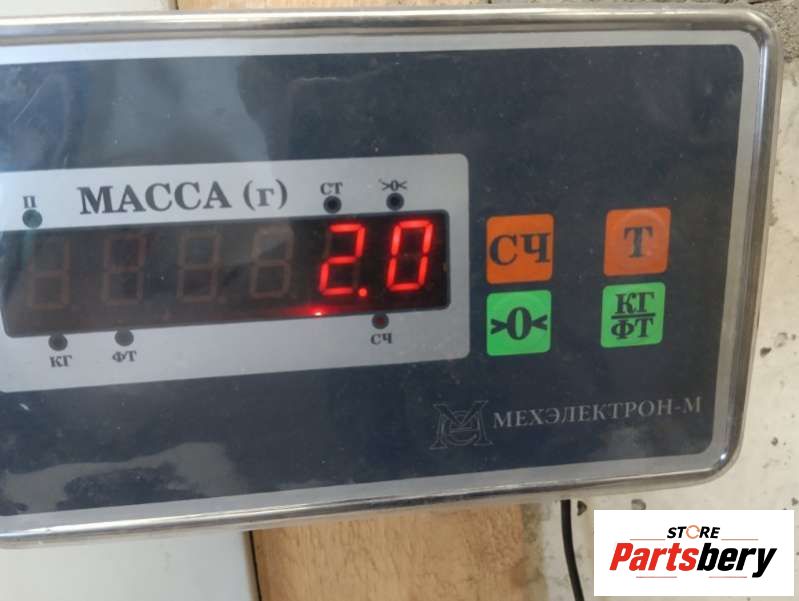 П МАССА (г) СТ >0<
2.0
КГ ФТ СЧ
СЧ Т
>0< КГ
ФТ
МЕХЭЛЕКТРОН-М
STORE
Partsbery